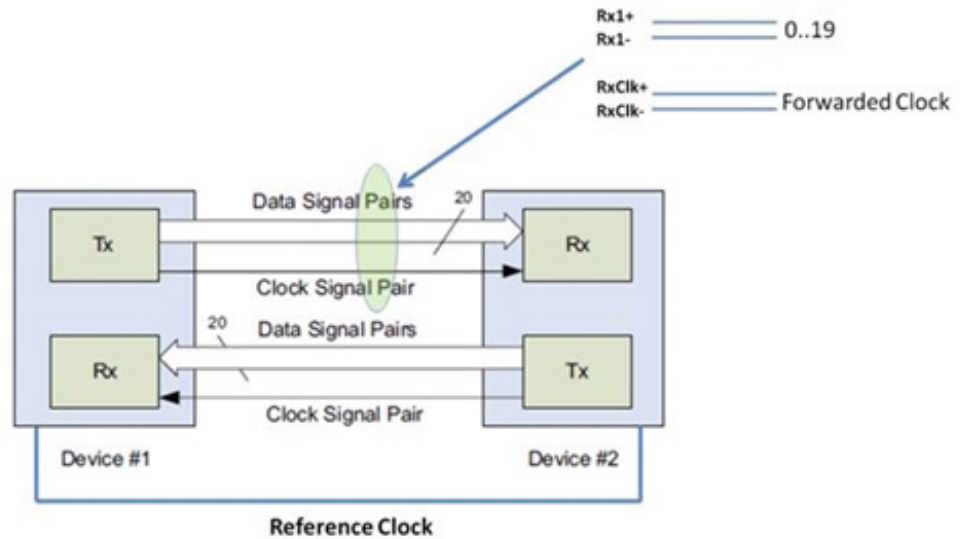 Rx1+
Rx1-
0..19
RxClk+
RxClk-
Forwarded Clock
Data Signal Pairs
20
Tx
Rx
Clock Signal Pair
20
Data Signal Pairs
Rx
Tx
Clock Signal Pair
Device #1
Device #2
Reference Clock